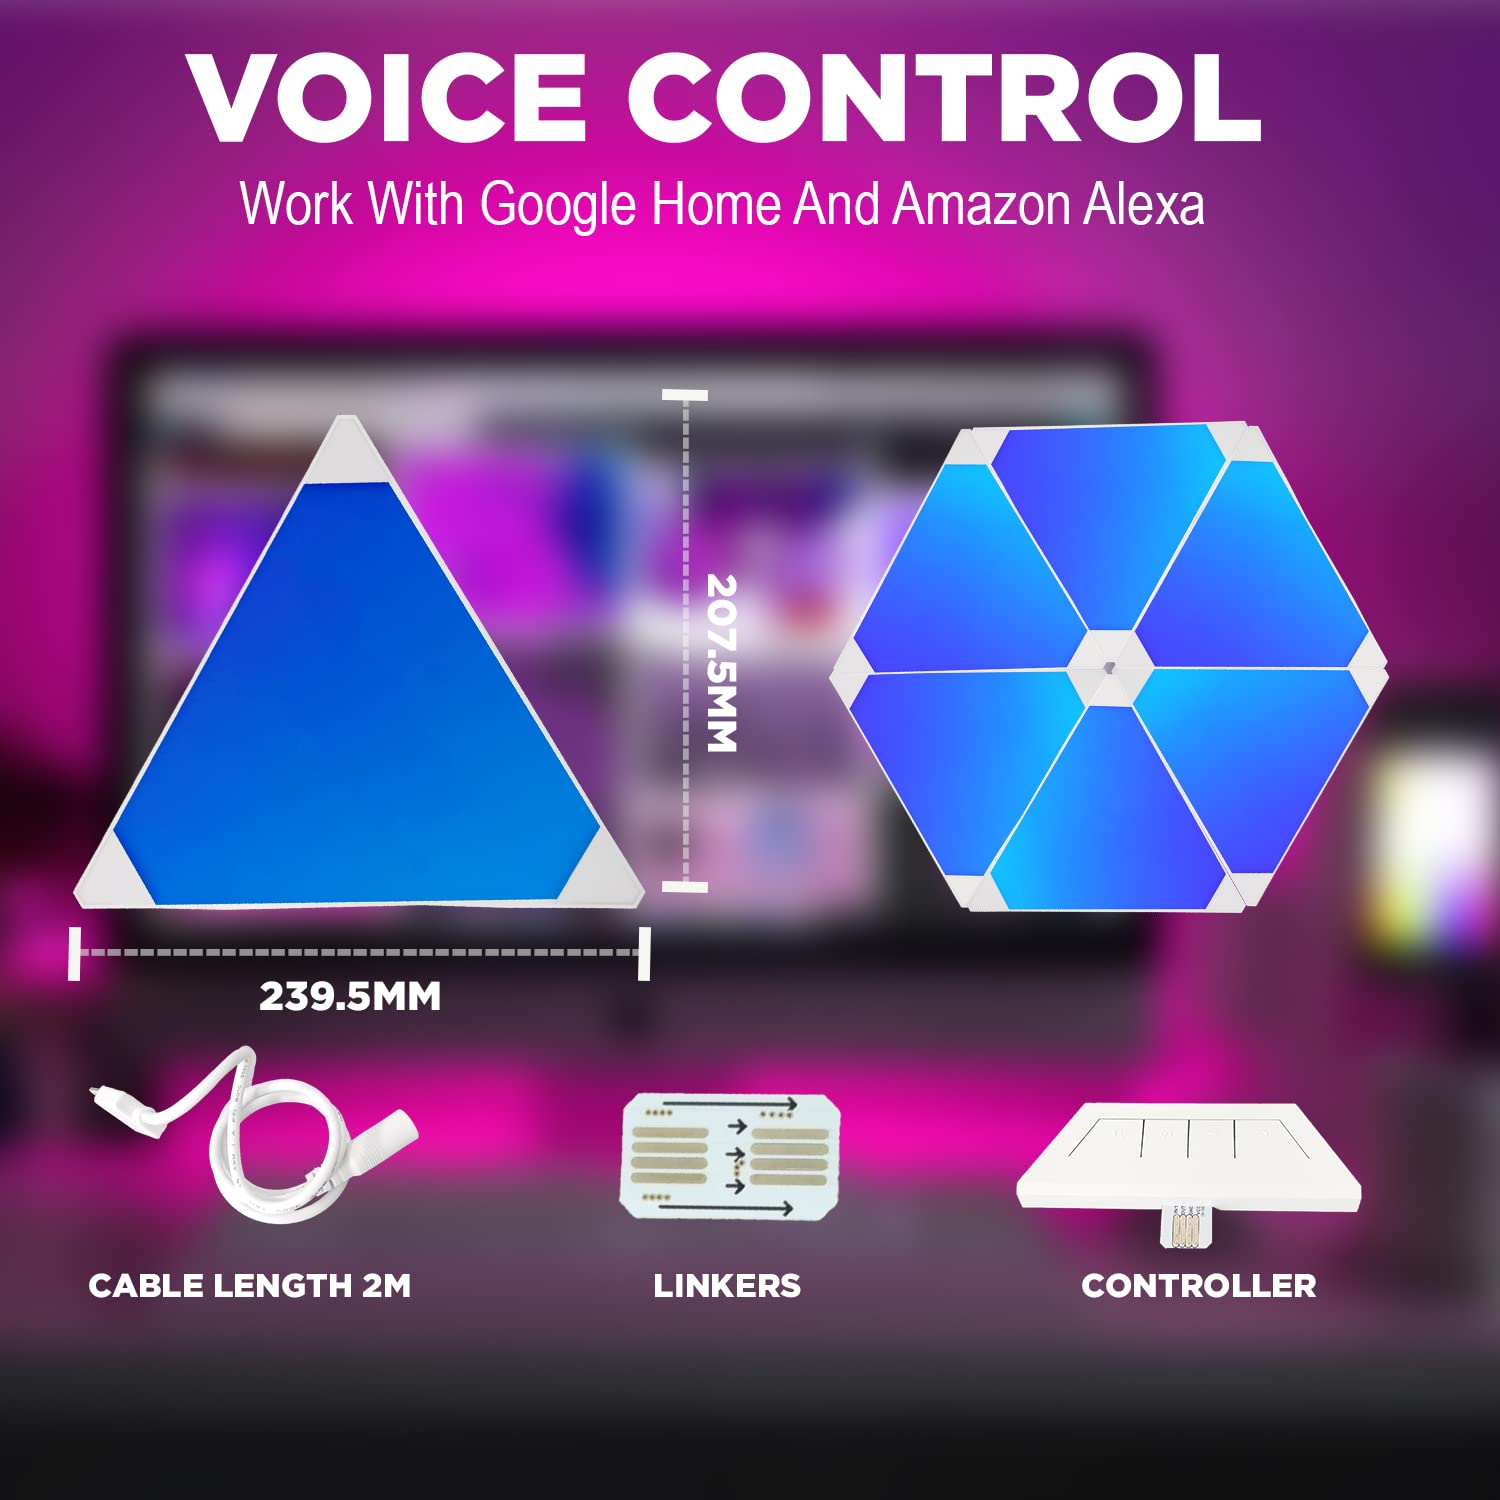 VOICE CONTROL
Work With Google Home And Amazon Alexa
207.5MM
239.5MM
CABLE LENGTH 2M
LINKERS
CONTROLLER